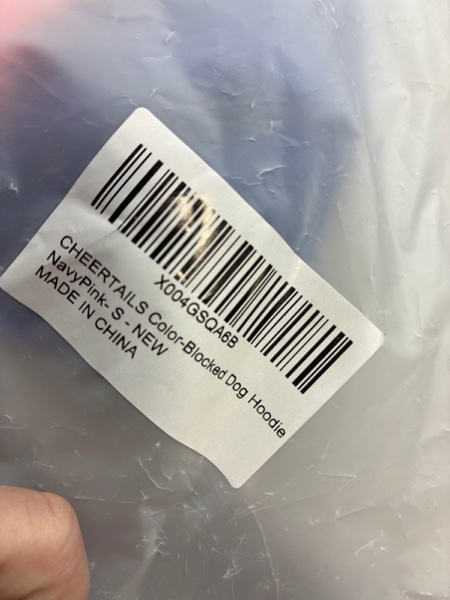 X004GSQA6B
CHEERTAILS Color-Blocked Dog Hoodie
NavyPink- S - NEW
MADE IN CHINA